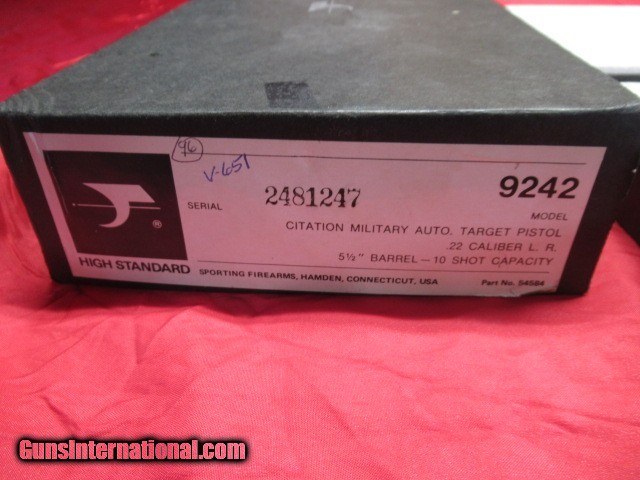 96
V-651
9242
SERIAL 2481247 MODEL
CITATION MILITARY AUTO. TARGET PISTOL
.22 CALIBER L. R.
5½" BARREL — 10 SHOT CAPACITY
®
HIGH STANDARD
SPORTING FIREARMS, HAMDEN, CONNECTICUT, USA Part No. 54584
GunsInternational.com